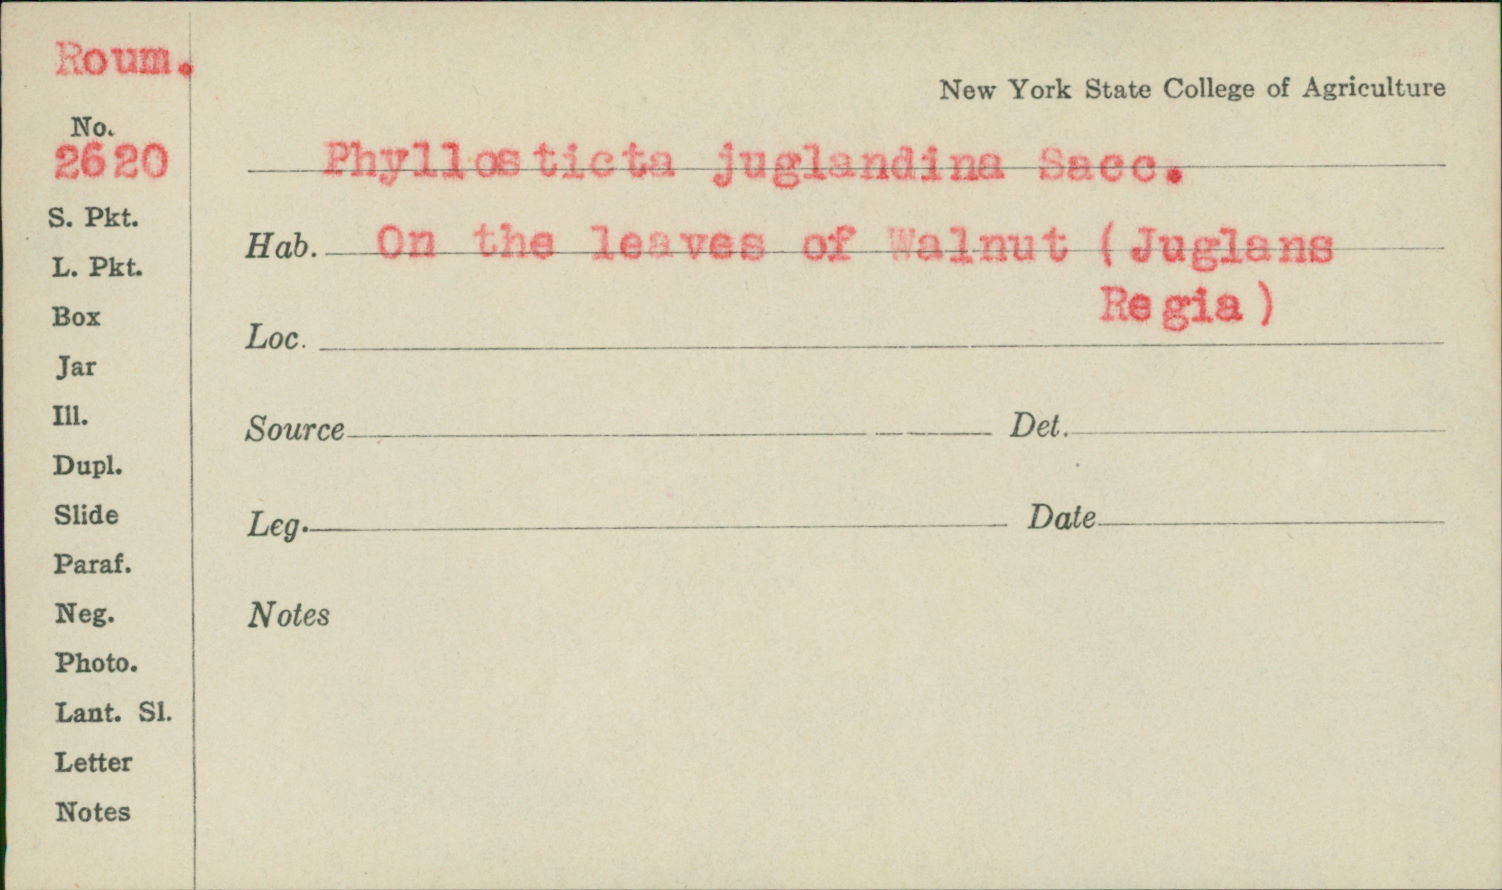 Roum.
New York State College of Agriculture
No.
2620
Phyllosticta juglandina Sacc.
S. Pkt.
Hab. On the leaves of Walnut (Juglans
Regia)
L. Pkt.
Box
Loc.
Jar
Ill.
Source Det.
Dupl.
Slide
Leg. Date
Paraf.
Neg.
Notes
Photo.
Lant. Sl.
Letter
Notes